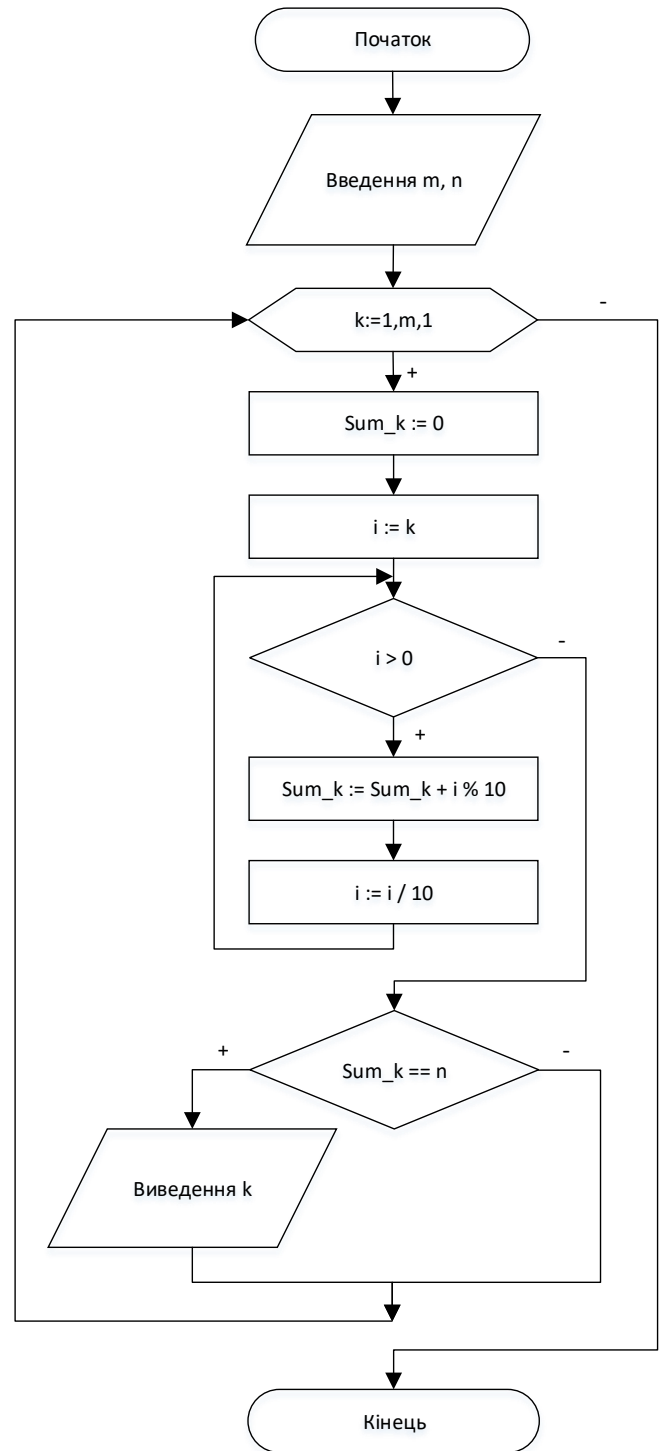 Початок
Введення m, n
k:=1,m,1
-
+
Sum_k := 0
i := k
i > 0
-
+
Sum_k := Sum_k + i % 10
i := i / 10
Sum_k == n
+
-
Виведення k
Кінець